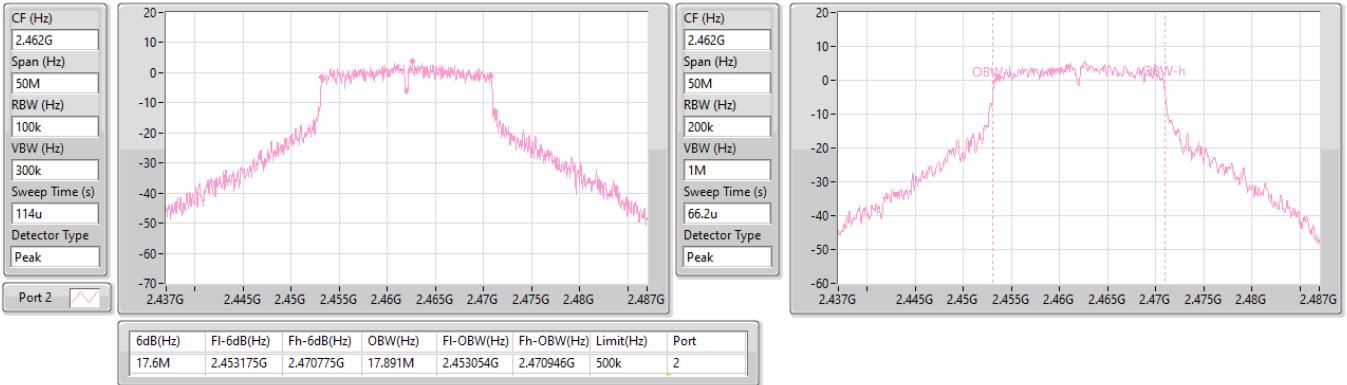 CF (Hz)
2.462G
Span (Hz)
50M
RBW (Hz)
100k
VBW (Hz)
300k
Sweep Time (s)
114u
Detector Type
Peak
Port 2
20
10
0
-10
-20
-30
-40
-50
-60
-70
2.437G 2.445G 2.45G 2.455G 2.46G 2.465G 2.47G 2.475G 2.48G 2.487G
CF (Hz)
2.462G
Span (Hz)
50M
RBW (Hz)
200k
VBW (Hz)
1M
Sweep Time (s)
66.2u
Detector Type
Peak
20
10
0
-10
-20
-30
-40
-50
-60
OBW-h
2.437G 2.445G 2.45G 2.455G 2.46G 2.465G 2.47G 2.475G 2.48G 2.487G
6dB(Hz) Fl-6dB(Hz) Fh-6dB(Hz) OBW(Hz) Fl-OBW(Hz) Fh-OBW(Hz) Limit(Hz) Port
17.6M 2.453175G 2.470775G 17.891M 2.453054G 2.470946G 500k 2